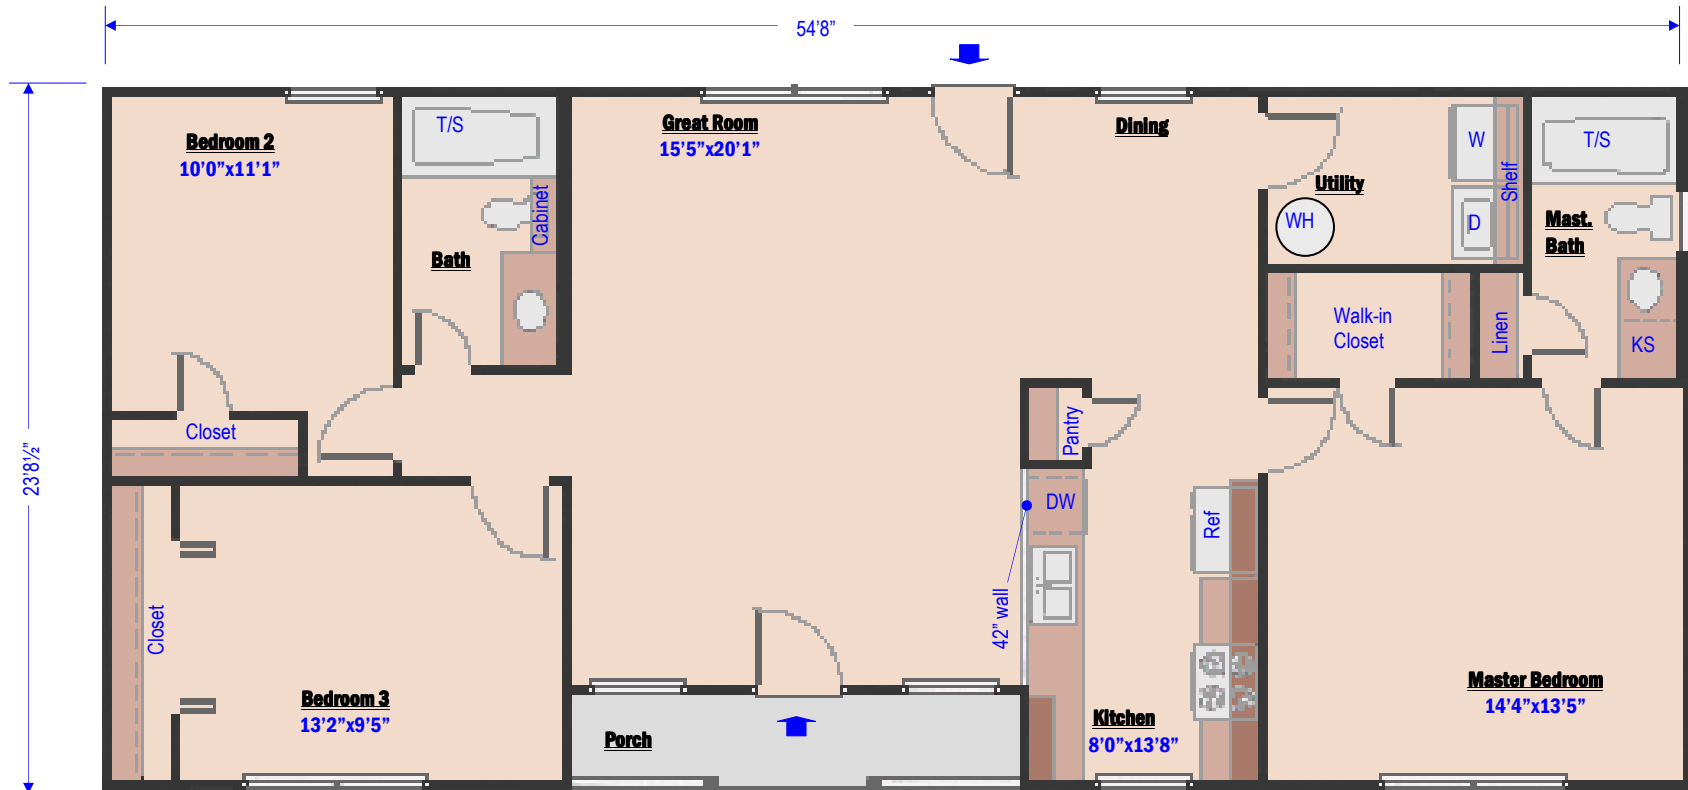 54'8"
23'8½"
Bedroom 2
10'0"x11'1"
T/S
Cabinet
Bath
Great Room
15'5"x20'1"
Dining
Utility
WH
W
D
Shelf
T/S
Mast.
Bath
KS
Walk-in
Closet
Linen
Closet
Pantry
DW
Ref
42" wall
Closet
Bedroom 3
13'2"x9'5"
Porch
Kitchen
8'0"x13'8"
Master Bedroom
14'4"x13'5"